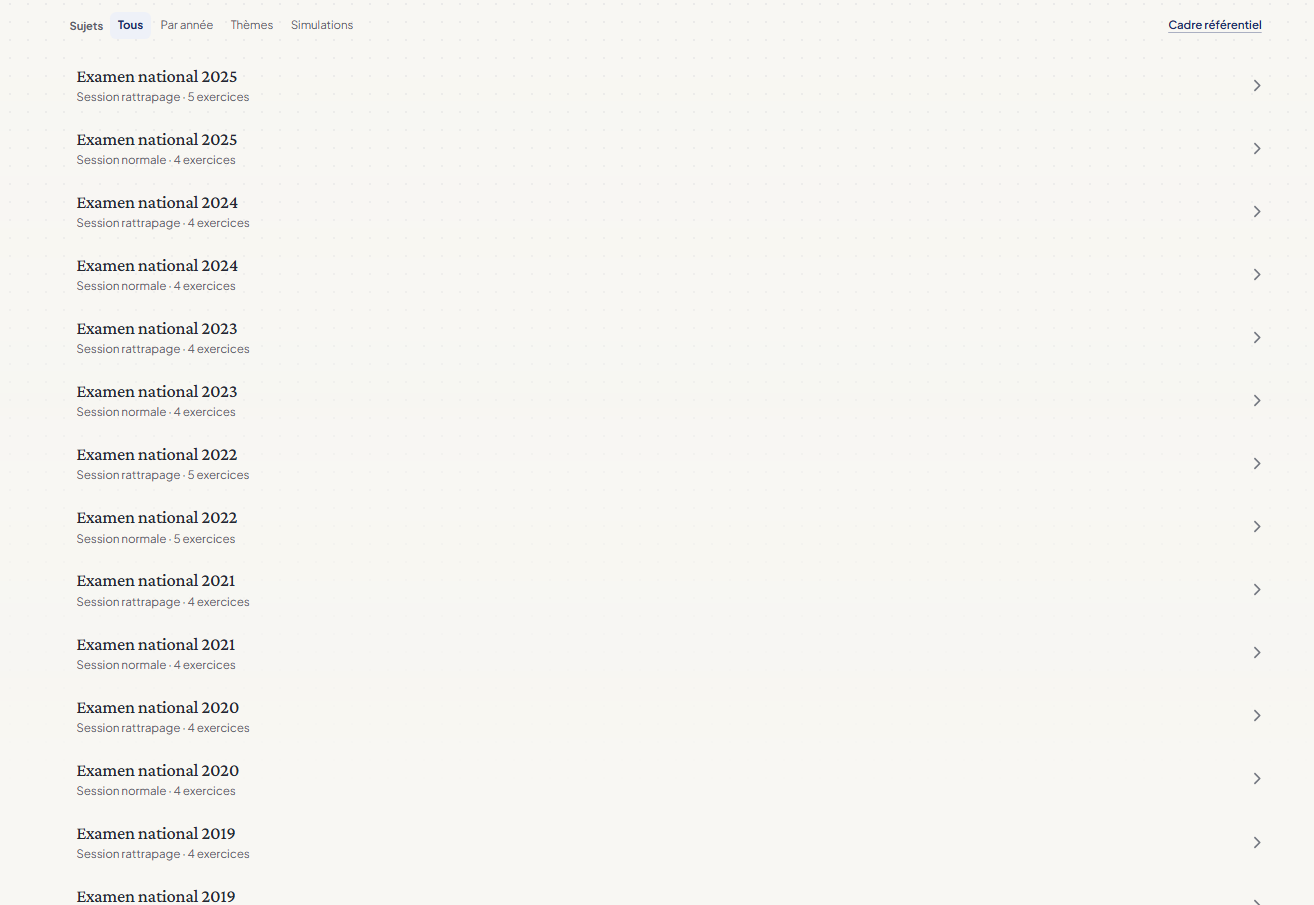 Sujets Tous Par année Thèmes Simulations Cadre référentiel
Examen national 2025
Session rattrapage · 5 exercices
Examen national 2025
Session normale · 4 exercices
Examen national 2024
Session rattrapage · 4 exercices
Examen national 2024
Session normale · 4 exercices
Examen national 2023
Session rattrapage · 4 exercices
Examen national 2023
Session normale · 4 exercices
Examen national 2022
Session rattrapage · 5 exercices
Examen national 2022
Session normale · 5 exercices
Examen national 2021
Session rattrapage · 4 exercices
Examen national 2021
Session normale · 4 exercices
Examen national 2020
Session rattrapage · 4 exercices
Examen national 2020
Session normale · 4 exercices
Examen national 2019
Session rattrapage · 4 exercices
Examen national 2019